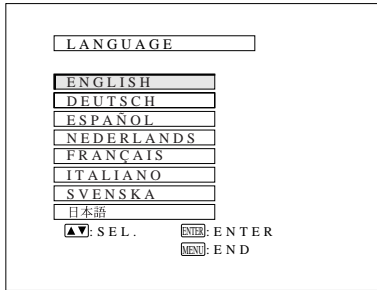 LANGUAGE
ENGLISH
DEUTSCH
ESPAÑOL
NEDERLANDS
FRANÇAIS
ITALIANO
SVENSKA
日本語
▲▼: SEL. ENTER: ENTER
MENU: END